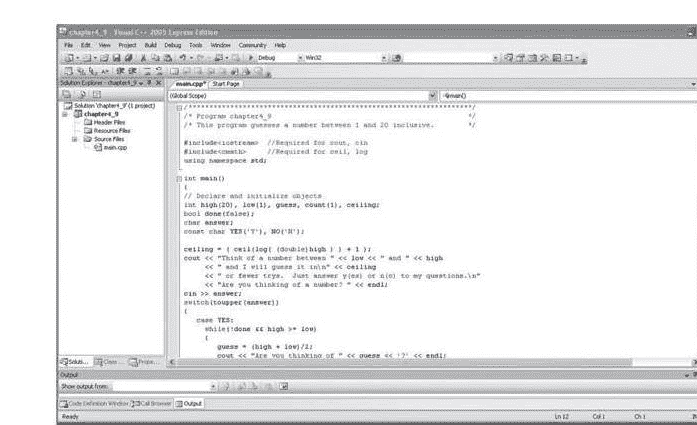 chapter4_9 - Visual C++ 2005 Express Edition
File Edit View Project Build Debug Tools Window Community Help
Debug Win32
Solution Explorer - chapter4_9
main.cpp* Start Page
(Global Scope) main()
Solution 'chapter4_9' (1 project)
chapter4_9
Header Files
Resource Files
Source Files
main.cpp
/* Program chapter4_9 */
/* This program guesses a number between 1 and 20 inclusive. */
#include<iostream> //Required for cout, cin
#include<cmath> //Required for ceil, log
using namespace std;
int main()
{
// Declare and initialize objects
int high(20), low(1), guess, count(1), ceiling;
bool done(false);
char answer;
const char YES('Y'), NO('N');
ceiling = ( ceil(log( (double)high ) ) + 1 );
cout << "Think of a number between " << low << " and " << high
<< " and I will guess it in\n" << ceiling
<< " or fewer trys. Just answer y(es) or n(o) to my questions.\n"
<< "Are you thinking of a number? " << endl;
cin >> answer;
switch(toupper(answer))
{
case YES:
while(!done && high >= low)
{
guess = (high + low)/2;
cout << "Are you thinking of " << guess << '?' << endl;
Soluti... Class ... Prope...
Output
Show output from:
Code Definition Window Call Browser Output
Ready Ln 12 Col 1 Ch 1